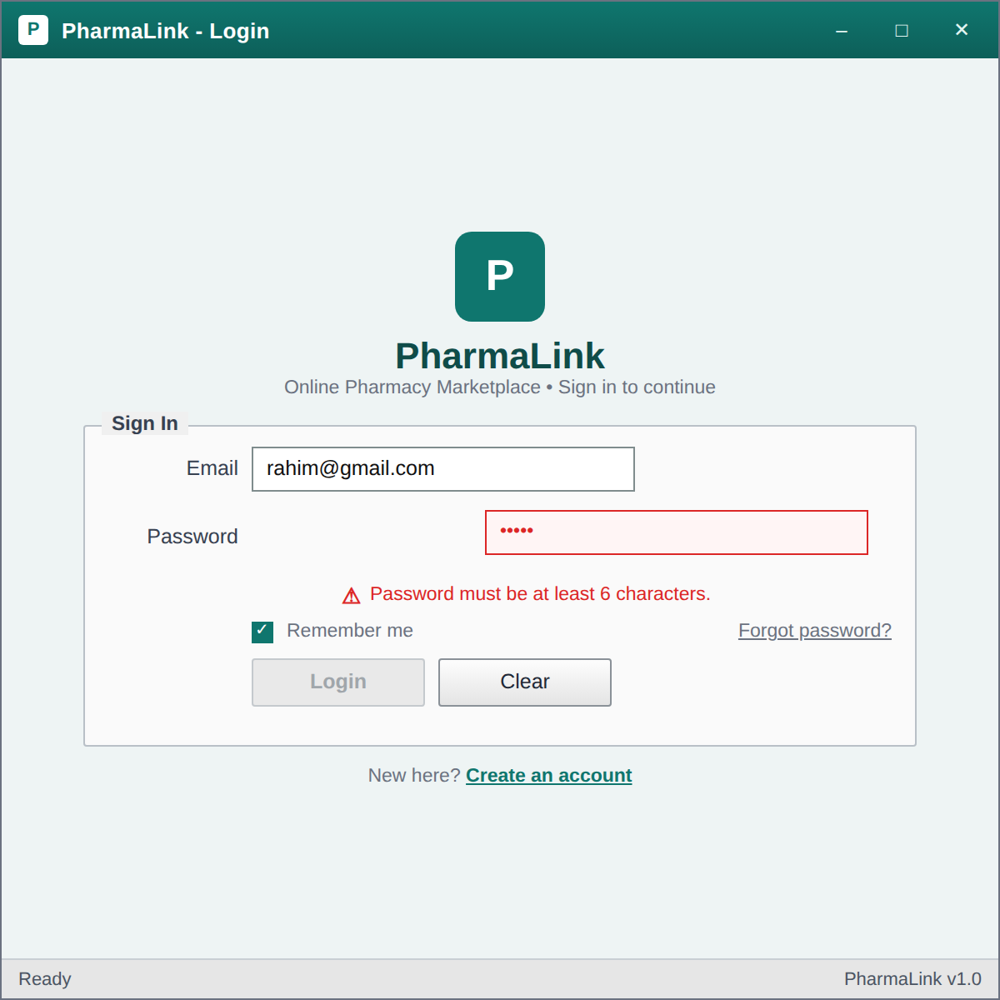 P PharmaLink - Login – □ ✕
P
PharmaLink
Online Pharmacy Marketplace • Sign in to continue
Sign In
Email rahim@gmail.com
Password •••••
⚠ Password must be at least 6 characters.
✓ Remember me Forgot password?
Login Clear
New here? Create an account
Ready PharmaLink v1.0